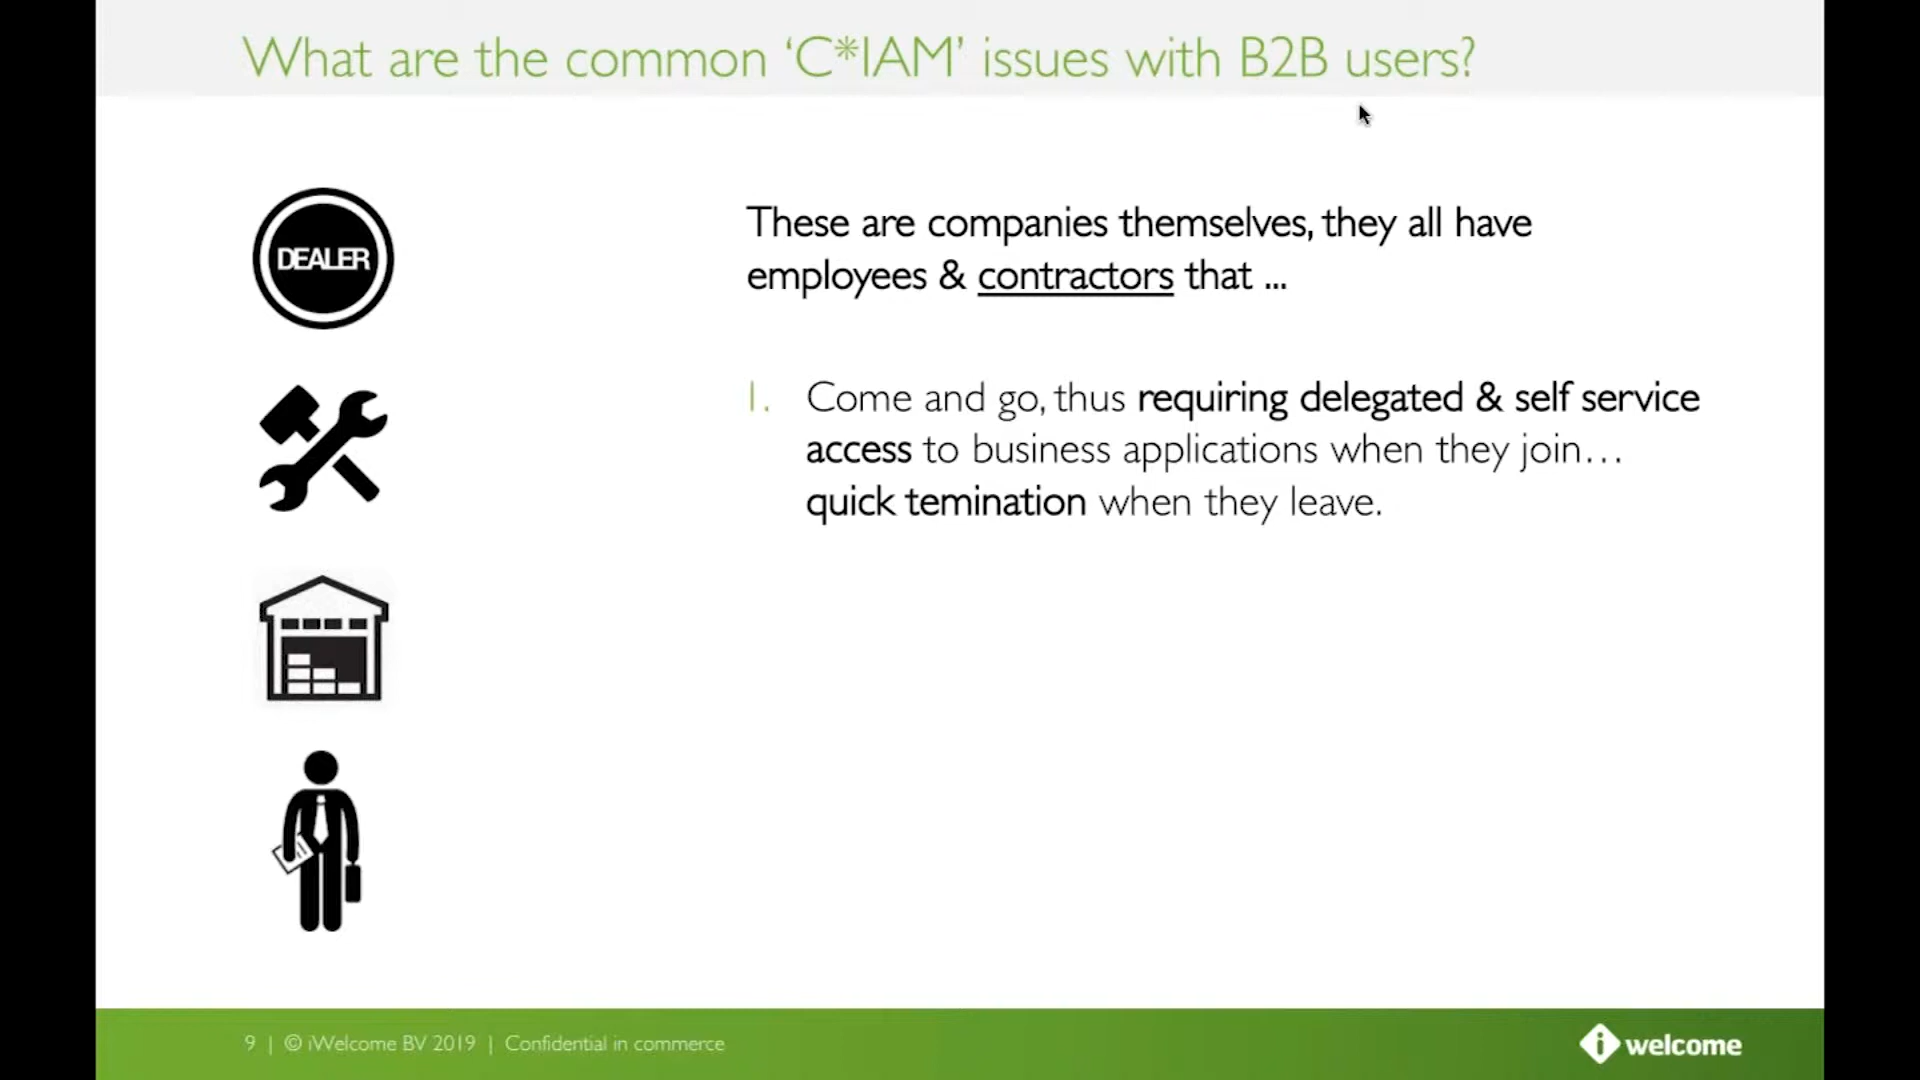 What are the common ‘C*IAM’ issues with B2B users?
DEALER
These are companies themselves, they all have
employees & contractors that ...
1. Come and go, thus requiring delegated & self service
access to business applications when they join…
quick temination when they leave.
9 | © iWelcome BV 2019 | Confidential in commerce
i welcome